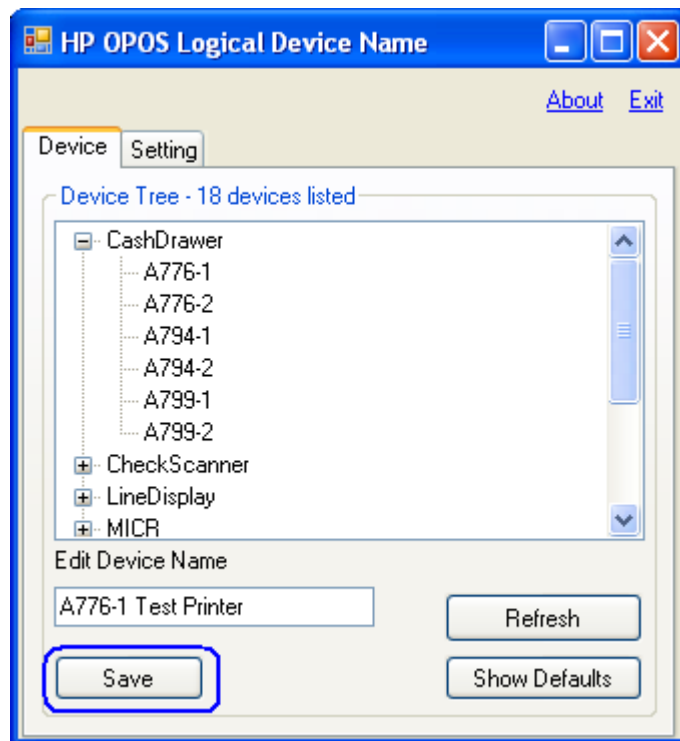 HP OPOS Logical Device Name
About Exit
Device Setting
Device Tree - 18 devices listed
CashDrawer
A776-1
A776-2
A794-1
A794-2
A799-1
A799-2
CheckScanner
LineDisplay
MICR
Edit Device Name
A776-1 Test Printer
Refresh
Save
Show Defaults